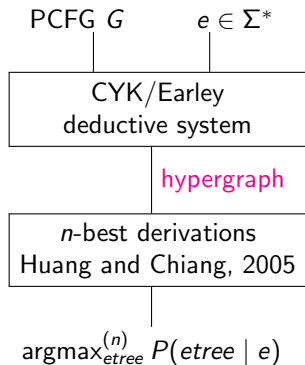 PCFG G
e ∈ Σ*
CYK/Earley
deductive system
hypergraph
n-best derivations
Huang and Chiang, 2005
argmax^{(n)}_{etree} P(etree | e)